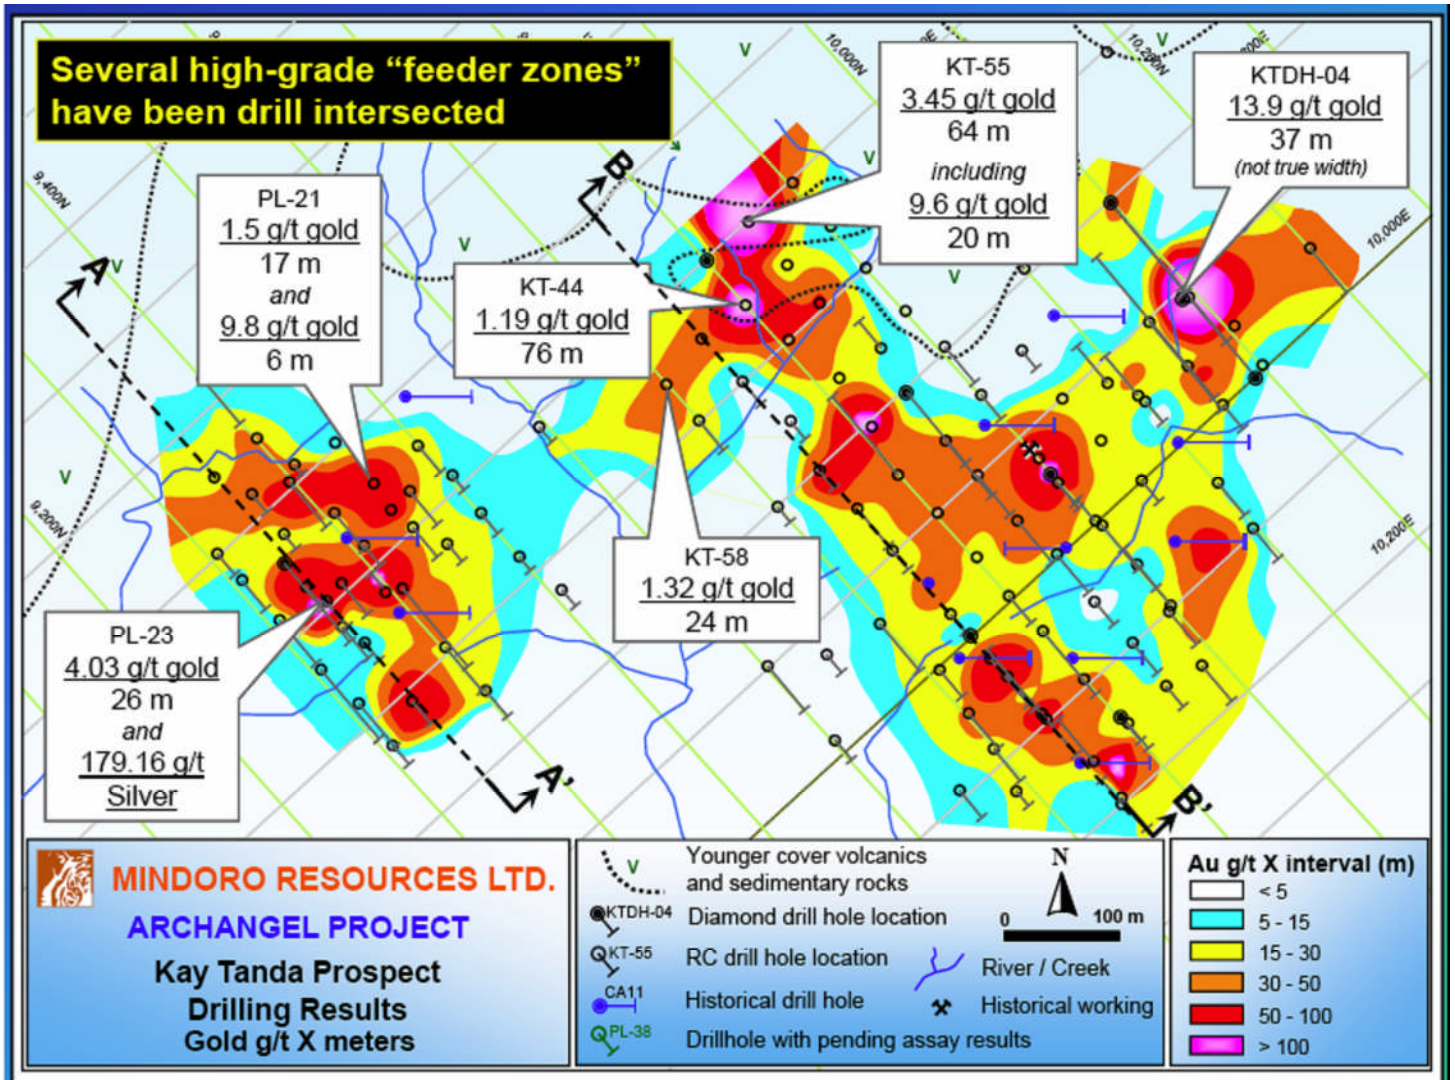 Several high-grade “feeder zones”
have been drill intersected
KT-55
3.45 g/t gold
64 m
including
9.6 g/t gold
20 m
KTDH-04
13.9 g/t gold
37 m
(not true width)
PL-21
1.5 g/t gold
17 m
and
9.8 g/t gold
6 m
KT-44
1.19 g/t gold
76 m
KT-58
1.32 g/t gold
24 m
PL-23
4.03 g/t gold
26 m
and
179.16 g/t
Silver
10,000N
10,200N
9,400N
9,200N
10,000E
10,200E
A
A'
B
B'
V
V
V
V
V
V
V
MINDORO RESOURCES LTD.
ARCHANGEL PROJECT
Kay Tanda Prospect
Drilling Results
Gold g/t X meters
V
Younger cover volcanics
and sedimentary rocks
KTDH-04
Diamond drill hole location
KT-55
RC drill hole location
CA11
Historical drill hole
PL-38
Drillhole with pending assay results
N
0 100 m
River / Creek
Historical working
Au g/t X interval (m)
< 5
5 - 15
15 - 30
30 - 50
50 - 100
> 100